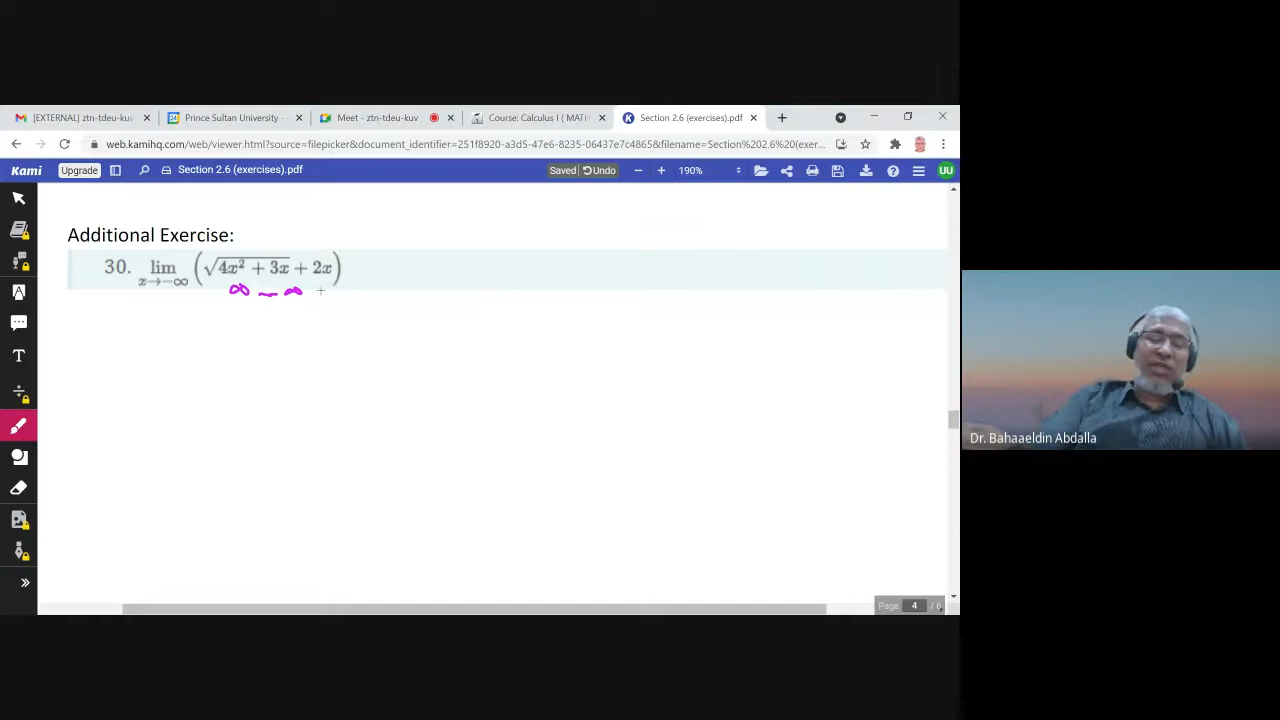 [EXTERNAL] ztn-tdeu-kuv
Prince Sultan University -
Meet - ztn-tdeu-kuv
Course: Calculus I ( MATH
Section 2.6 (exercises).pdf
web.kamihq.com/web/viewer.html?source=filepicker&document_identifier=251f8920-a3d5-47e6-8235-06437e7c4865&filename=Section%202.6%20(exer...
Kami
Upgrade
Section 2.6 (exercises).pdf
Saved Undo
190%
UU
Additional Exercise:
30. lim x→−∞ (√4x² + 3x + 2x)
∞ − ∞
Dr. Bahaaeldin Abdalla
Page 4 / 6